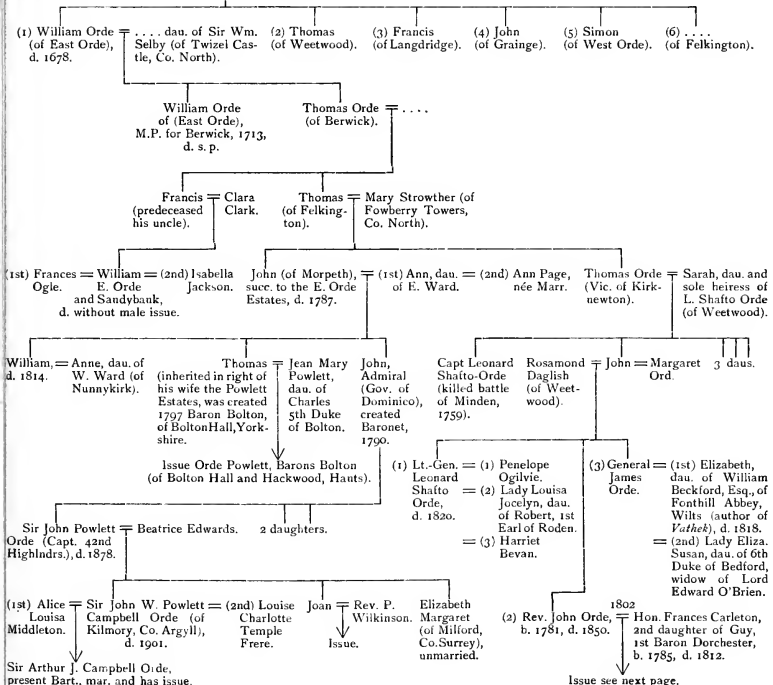 (1) William Orde
(of East Orde),
d. 1678.
. . . . dau. of Sir Wm.
Selby (of Twizel Cas-
tle, Co. North).
(2) Thomas
(of Weetwood).
(3) Francis
(of Langdridge).
(4) John
(of Grainge).
(5) Simon
(of West Orde).
(6) . . . .
(of Felkington).
William Orde
of (East Orde),
M.P. for Berwick, 1713,
d. s. p.
Thomas Orde
(of Berwick).
. . . .
Francis
(predeceased
his uncle).
Clara
Clark.
Thomas
(of Felking-
ton).
Mary Strowther (of
Fowberry Towers,
Co. North).
(1st) Frances
Ogle.
= William =
E. Orde
and Sandybank,
d. without male issue.
(2nd) Isabella
Jackson.
John (of Morpeth),
succ. to the E. Orde
Estates, d. 1787.
(1st) Ann, dau.
of E. Ward.
= (2nd) Ann Page,
née Marr.
Thomas Orde
(Vic. of Kirk-
newton).
Sarah, dau. and
sole heiress of
L. Shafto Orde
(of Weetwood).
William,
d. 1814.
= Anne, dau. of
W. Ward (of
Nunnykirk).
Thomas
(inherited in right of
his wife the Powlett
Estates, was created
1797 Baron Bolton,
of Bolton Hall, York-
shire.
Jean Mary
Powlett,
dau. of
Charles
5th Duke
of Bolton.
John,
Admiral
(Gov. of
Dominico),
created
Baronet,
1790.
Capt Leonard
Shafto-Orde
(killed battle
of Minden,
1759).
Rosamond
Daglish
(of Weet-
wood).
John =
Margaret
Ord.
3 daus.
Issue Orde Powlett, Barons Bolton
(of Bolton Hall and Hackwood, Hants).
(1) Lt.-Gen.
Leonard
Shafto
Orde,
d. 1820.
= (1) Penelope
Ogilvie.
= (2) Lady Louisa
Jocelyn, dau.
of Robert, 1st
Earl of Roden.
= (3) Harriet
Bevan.
(3) General
James
Orde.
= (1st) Elizabeth,
dau. of William
Beckford, Esq., of
Fonthill Abbey,
Wilts (author of
Vathek), d. 1818.
= (2nd) Lady Eliza.
Susan, dau. of 6th
Duke of Bedford,
widow of Lord
Edward O'Brien.
Sir John Powlett
Orde (Capt. 42nd
Highlndrs.), d. 1878.
Beatrice Edwards.
2 daughters.
(1st) Alice
Louisa
Middleton.
Sir John W. Powlett
Campbell Orde (of
Kilmory, Co. Argyll),
d. 1901.
= (2nd) Louise
Charlotte
Temple
Frere.
Joan
Rev. P.
Wilkinson.
Issue.
Elizabeth
Margaret
(of Milford,
Co. Surrey),
unmarried.
(2) Rev. John Orde,
b. 1781, d. 1850.
1802
Hon. Frances Carleton,
2nd daughter of Guy,
1st Baron Dorchester,
b. 1785, d. 1812.
Sir Arthur J. Campbell Orde,
present Bart., mar. and has issue.
Issue see next page.